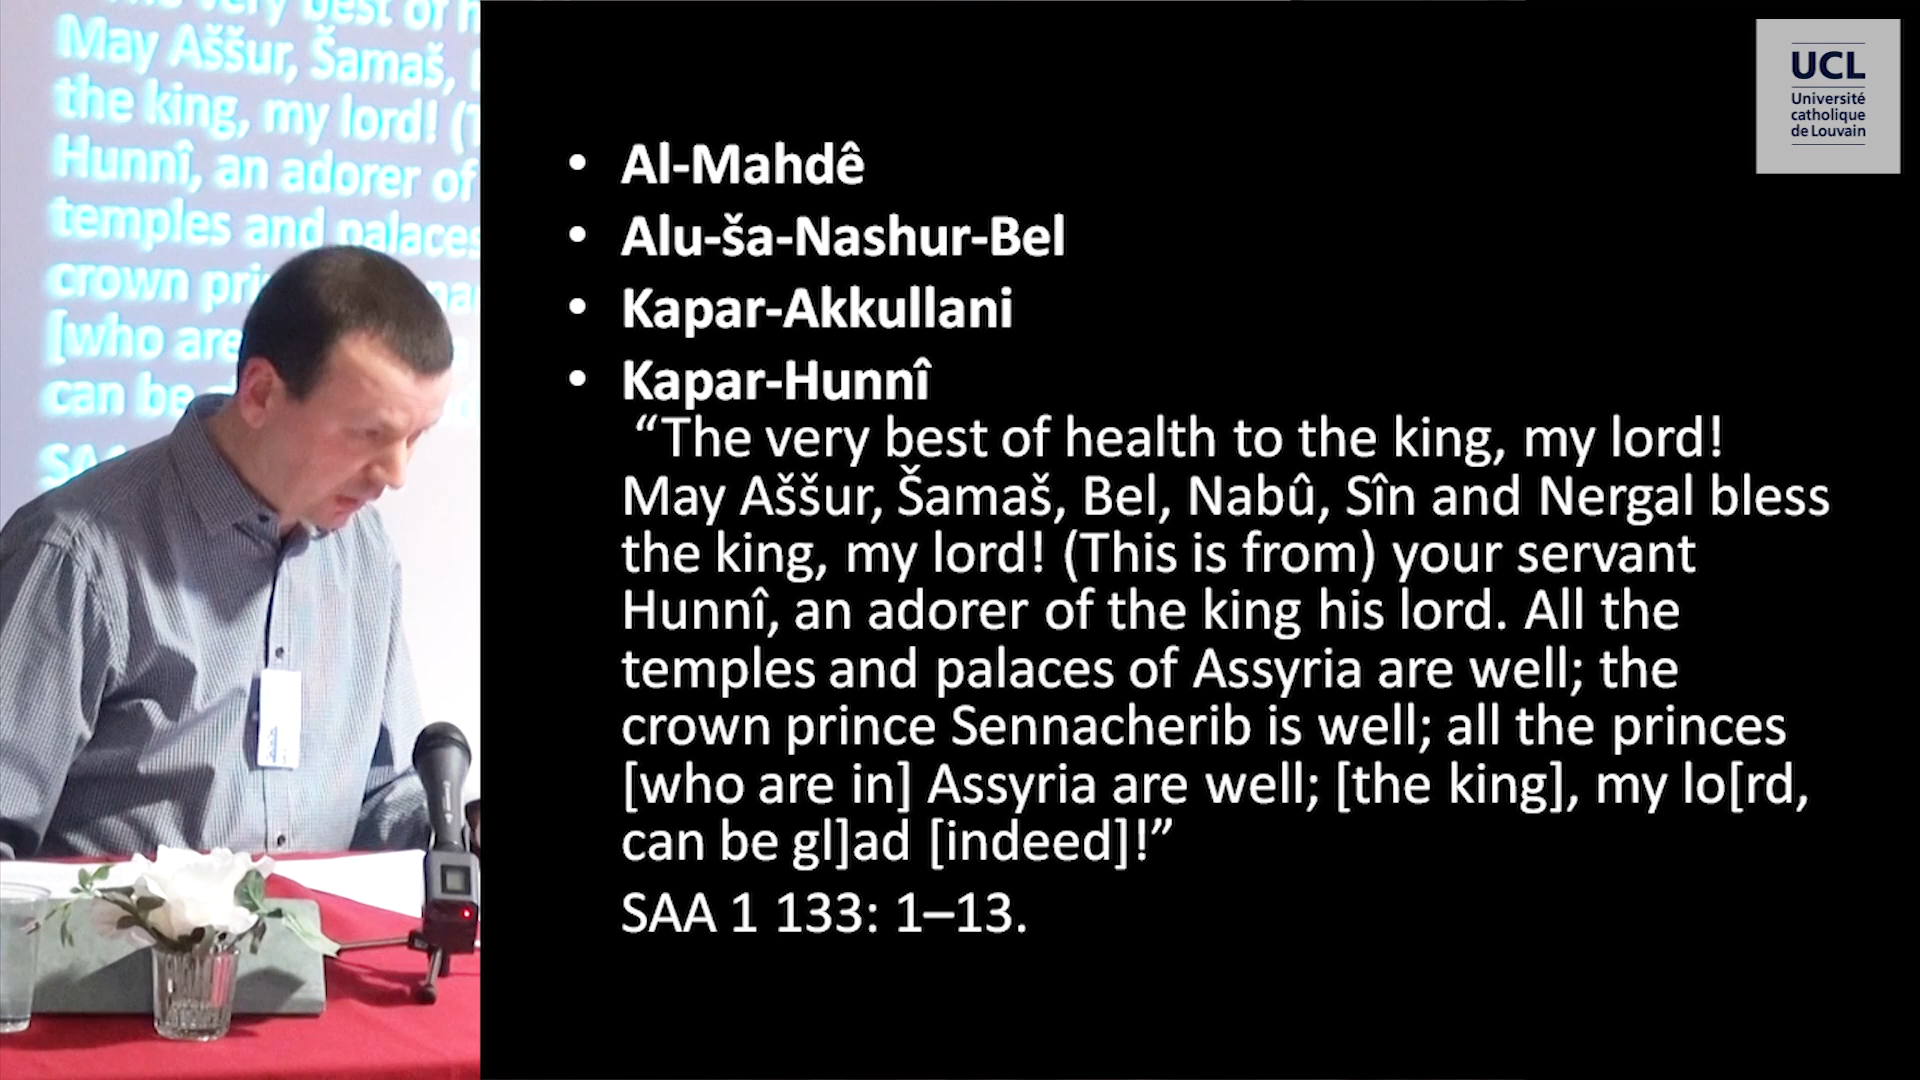 very best of h
May Aššur, Šamaš,
the king, my lord! (T
Hunnî, an adorer of
temples and palaces
crown pri
[who are
can be
SA
UCL
Université
catholique
de Louvain
• Al-Mahdê
• Alu-ša-Nashur-Bel
• Kapar-Akkullani
• Kapar-Hunnî
“The very best of health to the king, my lord!
May Aššur, Šamaš, Bel, Nabû, Sîn and Nergal bless
the king, my lord! (This is from) your servant
Hunnî, an adorer of the king his lord. All the
temples and palaces of Assyria are well; the
crown prince Sennacherib is well; all the princes
[who are in] Assyria are well; [the king], my lo[rd,
can be gl]ad [indeed]!”
SAA 1 133: 1–13.